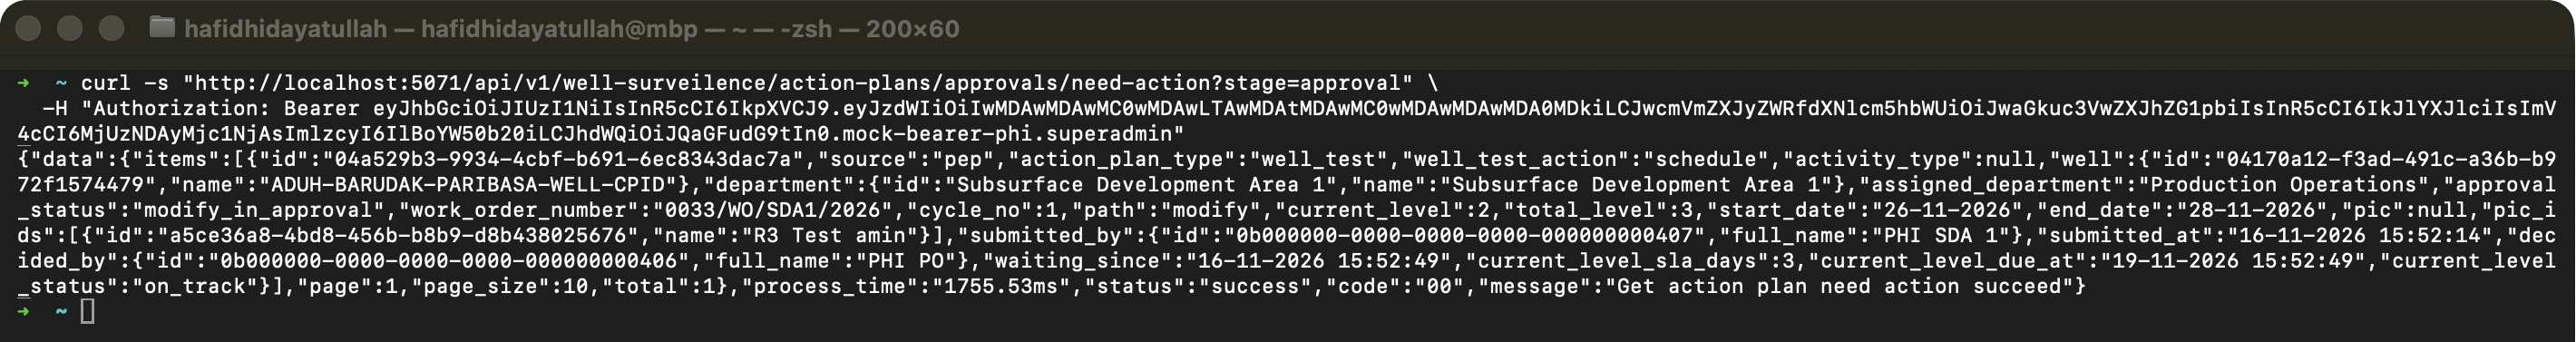 hafidhidayatullah — hafidhidayatullah@mbp — ~ — -zsh — 200×60
➜  ~ curl -s "http://localhost:5071/api/v1/well-surveilence/action-plans/approvals/need-action?stage=approval" \
  -H "Authorization: Bearer eyJhbGciOiJIUzI1NiIsInR5cCI6IkpXVCJ9.eyJzdWIiOiIwMDAwMDAwMC0wMDAwLTAwMDAtMDAwMC0wMDAwMDAwMDA0MDkiLCJwcmVmZXJyZWRfdXNlcm5hbWUiOiJwaGkuc3VwZXJhZG1pbiIsInR5cCI6IkJlYXJlciIsImV
4cCI6MjUzNDAyMjc1NjAsImlzcyI6IlBoYW50b20iLCJhdWQiOiJQaGFudG9tIn0.mock-bearer-phi.superadmin"
{"data":{"items":[{"id":"04a529b3-9934-4cbf-b691-6ec8343dac7a","source":"pep","action_plan_type":"well_test","well_test_action":"schedule","activity_type":null,"well":{"id":"04170a12-f3ad-491c-a36b-b9
72f1574479","name":"ADUH-BARUDAK-PARIBASA-WELL-CPID"},"department":{"id":"Subsurface Development Area 1","name":"Subsurface Development Area 1"},"assigned_department":"Production Operations","approval
_status":"modify_in_approval","work_order_number":"0033/WO/SDA1/2026","cycle_no":1,"path":"modify","current_level":2,"total_level":3,"start_date":"26-11-2026","end_date":"28-11-2026","pic":null,"pic_i
ds":[{"id":"a5ce36a8-4bd8-456b-b8b9-d8b438025676","name":"R3 Test amin"}],"submitted_by":{"id":"0b000000-0000-0000-0000-000000000407","full_name":"PHI SDA 1"},"submitted_at":"16-11-2026 15:52:14","dec
ided_by":{"id":"0b000000-0000-0000-0000-000000000406","full_name":"PHI PO"},"waiting_since":"16-11-2026 15:52:49","current_level_sla_days":3,"current_level_due_at":"19-11-2026 15:52:49","current_level
_status":"on_track"}],"page":1,"page_size":10,"total":1},"process_time":"1755.53ms","status":"success","code":"00","message":"Get action plan need action succeed"}
➜  ~